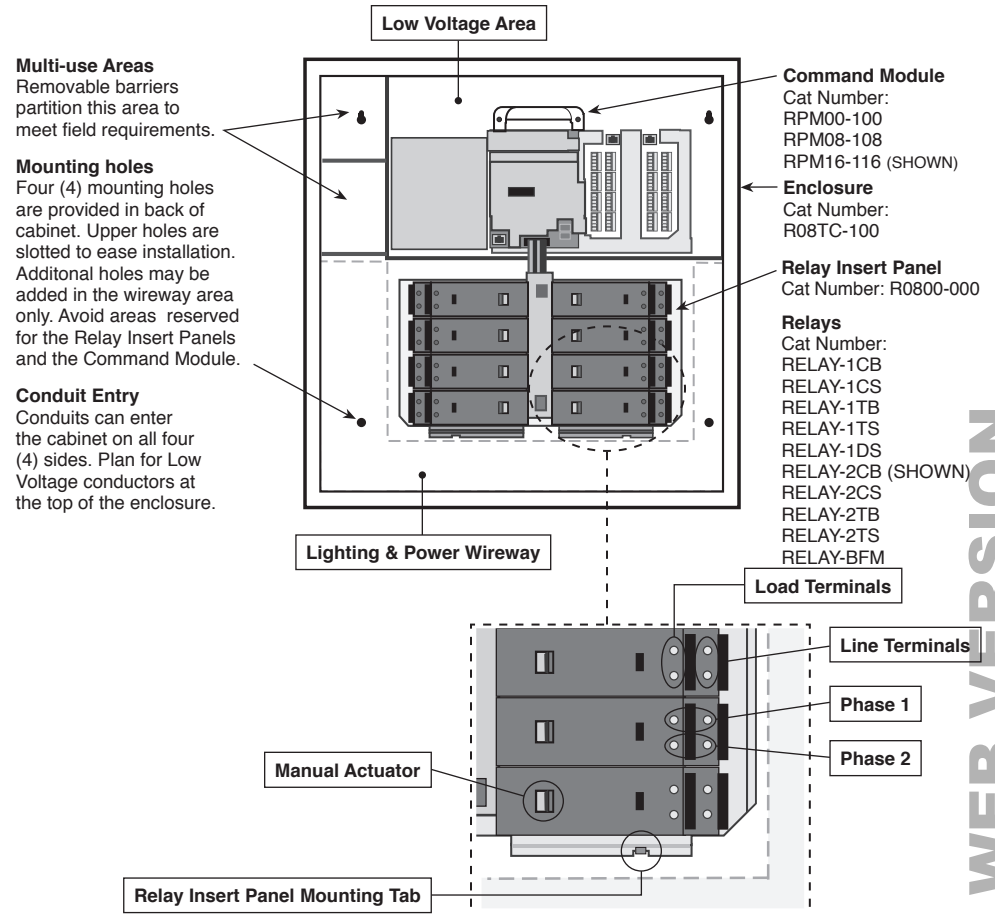 Low Voltage Area
Multi-use Areas
Removable barriers
partition this area to
meet field requirements.
Mounting holes
Four (4) mounting holes
are provided in back of
cabinet. Upper holes are
slotted to ease installation.
Additonal holes may be
added in the wireway area
only. Avoid areas reserved
for the Relay Insert Panels
and the Command Module.
Conduit Entry
Conduits can enter
the cabinet on all four
(4) sides. Plan for Low
Voltage conductors at
the top of the enclosure.
Command Module
Cat Number:
RPM00-100
RPM08-108
RPM16-116 (SHOWN)
Enclosure
Cat Number:
R08TC-100
Relay Insert Panel
Cat Number: R0800-000
Relays
Cat Number:
RELAY-1CB
RELAY-1CS
RELAY-1TB
RELAY-1TS
RELAY-1DS
RELAY-2CB (SHOWN)
RELAY-2CS
RELAY-2TB
RELAY-2TS
RELAY-BFM
Lighting & Power Wireway
Load Terminals
Line Terminals
Phase 1
Phase 2
Manual Actuator
Relay Insert Panel Mounting Tab
WEB VERSION